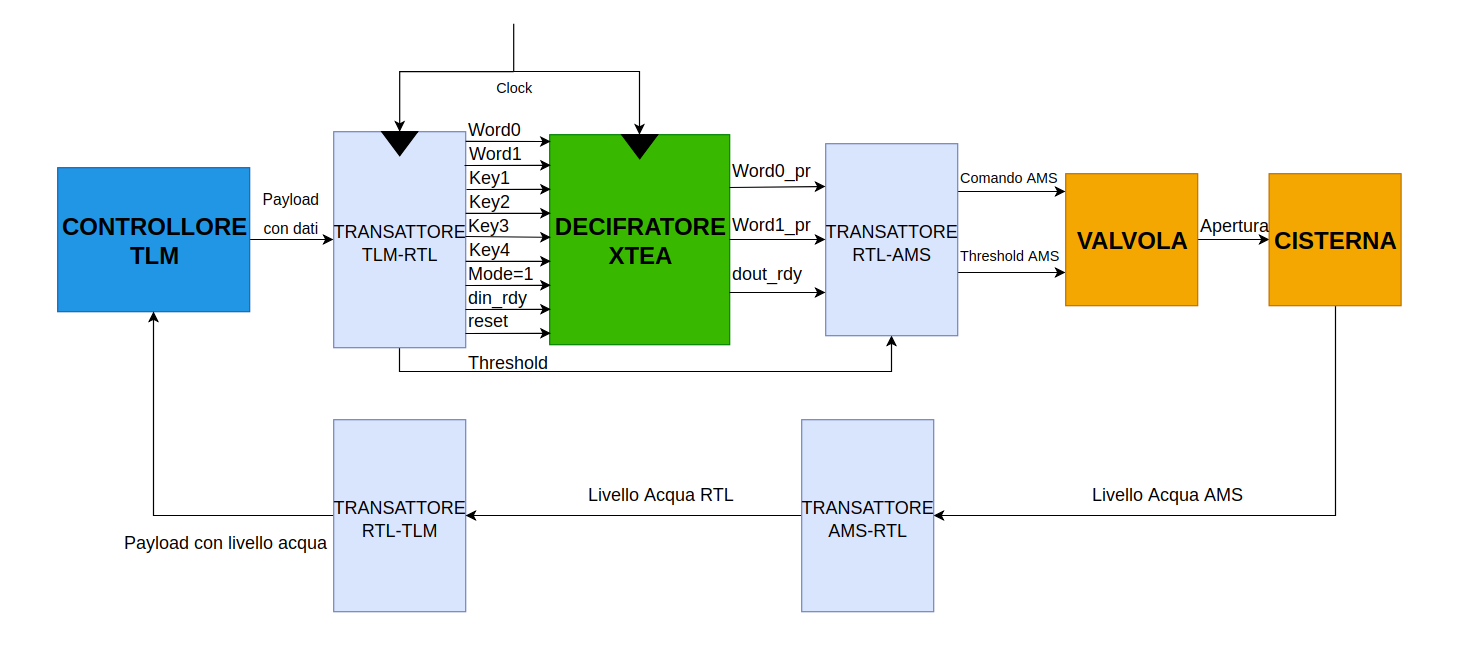 Clock
Word0
Word1
Key1
Key2
Key3
Key4
Mode=1
din_rdy
reset
Threshold
CONTROLLORE
TLM
Payload
con dati
TRANSATTORE
TLM-RTL
DECIFRATORE
XTEA
Word0_pr
Word1_pr
dout_rdy
TRANSATTORE
RTL-AMS
Comando AMS
Threshold AMS
VALVOLA
Apertura
CISTERNA
TRANSATTORE
RTL-TLM
Livello Acqua RTL
TRANSATTORE
AMS-RTL
Livello Acqua AMS
Payload con livello acqua